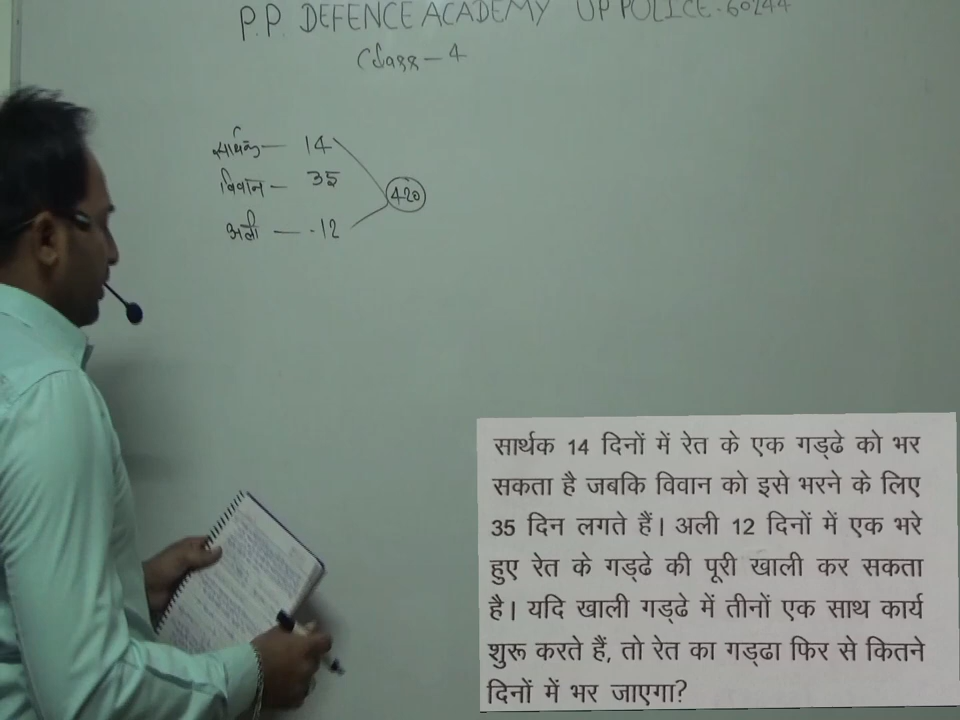 P.P. DEFENCE ACADEMY UP POLICE - 60244
Class - 4
सार्थक — 14
विवान — 35
420
अली — -12
सार्थक 14 दिनों में रेत के एक गड्ढे को भर
सकता है जबकि विवान को इसे भरने के लिए
35 दिन लगते हैं। अली 12 दिनों में एक भरे
हुए रेत के गड्ढे की पूरी खाली कर सकता
है। यदि खाली गड्ढे में तीनों एक साथ कार्य
शुरू करते हैं, तो रेत का गड्ढा फिर से कितने
दिनों में भर जाएगा?